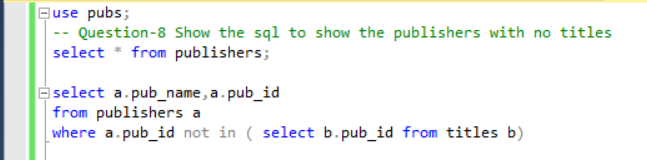 use pubs;
-- Question-8 Show the sql to show the publishers with no titles
select * from publishers;
select a.pub_name,a.pub_id
from publishers a
where a.pub_id not in ( select b.pub_id from titles b)